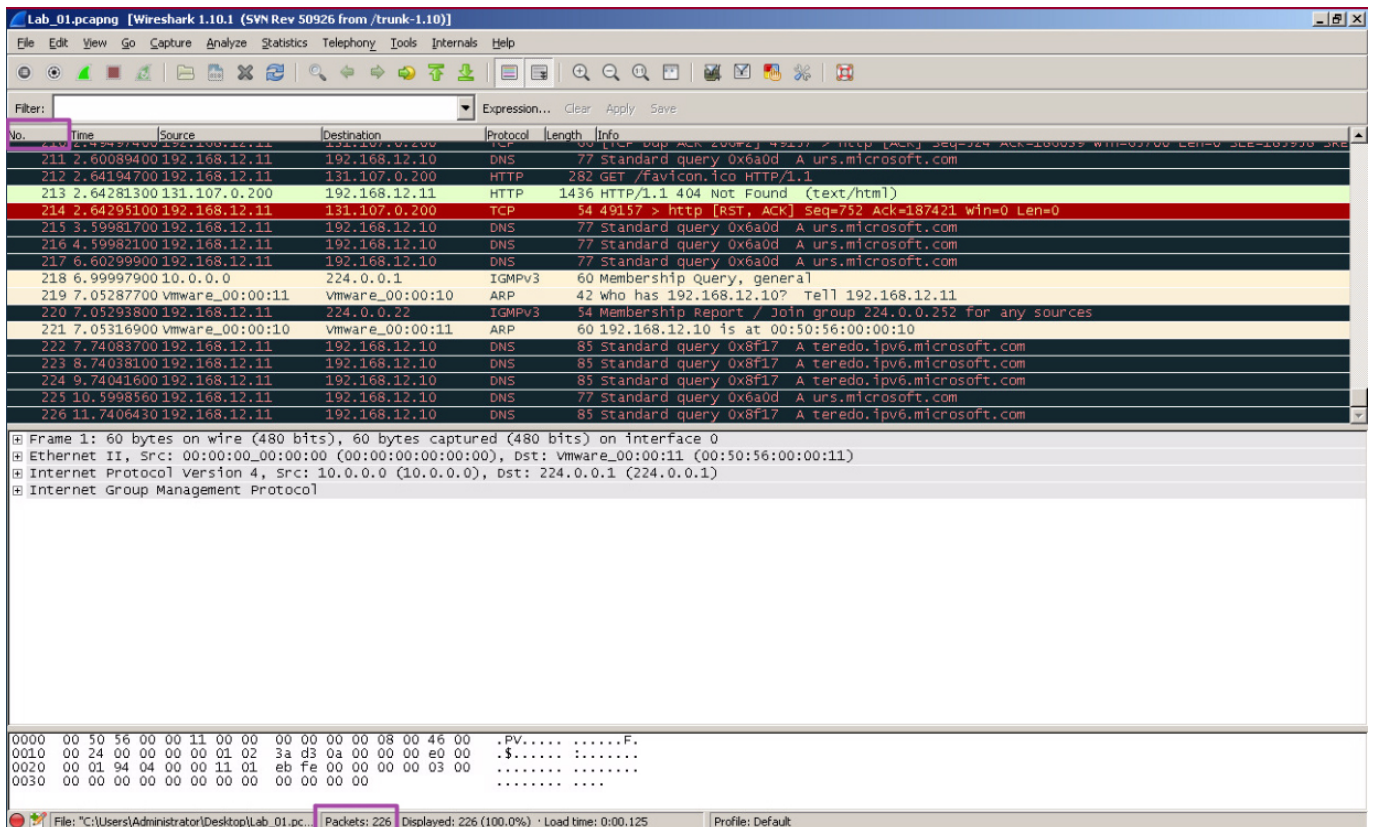 Lab_01.pcapng [Wireshark 1.10.1 (SVN Rev 50926 from /trunk-1.10)]
File Edit View Go Capture Analyze Statistics Telephony Tools Internals Help
Filter: Expression... Clear Apply Save
No. Time Source Destination Protocol Length Info
211 2.60089400 192.168.12.11 192.168.12.10 DNS 77 Standard query 0x6a0d A urs.microsoft.com
212 2.64194700 192.168.12.11 131.107.0.200 HTTP 282 GET /favicon.ico HTTP/1.1
213 2.64281300 131.107.0.200 192.168.12.11 HTTP 1436 HTTP/1.1 404 Not Found (text/html)
214 2.64295100 192.168.12.11 131.107.0.200 TCP 54 49157 > http [RST, ACK] Seq=752 Ack=187421 Win=0 Len=0
215 3.59981700 192.168.12.11 192.168.12.10 DNS 77 Standard query 0x6a0d A urs.microsoft.com
216 4.59982100 192.168.12.11 192.168.12.10 DNS 77 Standard query 0x6a0d A urs.microsoft.com
217 6.60299900 192.168.12.11 192.168.12.10 DNS 77 Standard query 0x6a0d A urs.microsoft.com
218 6.99997900 10.0.0.0 224.0.0.1 IGMPv3 60 Membership Query, general
219 7.05287700 Vmware_00:00:11 Vmware_00:00:10 ARP 42 Who has 192.168.12.10? Tell 192.168.12.11
220 7.05293800 192.168.12.11 224.0.0.22 IGMPv3 54 Membership Report / Join group 224.0.0.252 for any sources
221 7.05316900 Vmware_00:00:10 Vmware_00:00:11 ARP 60 192.168.12.10 is at 00:50:56:00:00:10
222 7.74083700 192.168.12.11 192.168.12.10 DNS 85 Standard query 0x8f17 A teredo.ipv6.microsoft.com
223 8.74038100 192.168.12.11 192.168.12.10 DNS 85 Standard query 0x8f17 A teredo.ipv6.microsoft.com
224 9.74041600 192.168.12.11 192.168.12.10 DNS 85 Standard query 0x8f17 A teredo.ipv6.microsoft.com
225 10.5998560 192.168.12.11 192.168.12.10 DNS 77 Standard query 0x6a0d A urs.microsoft.com
226 11.7406430 192.168.12.11 192.168.12.10 DNS 85 Standard query 0x8f17 A teredo.ipv6.microsoft.com
Frame 1: 60 bytes on wire (480 bits), 60 bytes captured (480 bits) on interface 0
Ethernet II, Src: 00:00:00_00:00:00 (00:00:00:00:00:00), Dst: Vmware_00:00:11 (00:50:56:00:00:11)
Internet Protocol Version 4, Src: 10.0.0.0 (10.0.0.0), Dst: 224.0.0.1 (224.0.0.1)
Internet Group Management Protocol
0000 00 50 56 00 00 11 00 00 00 00 00 00 08 00 46 00 .PV..... ......F.
0010 00 24 00 00 00 00 01 02 3a d3 0a 00 00 00 e0 00 .$...... :.......
0020 00 01 94 04 00 00 11 01 eb fe 00 00 00 00 03 00 ........ ........
0030 00 00 00 00 00 00 00 00 00 00 00 00 ........ ....
File: "C:\Users\Administrator\Desktop\Lab_01.pc... Packets: 226 Displayed: 226 (100.0%) · Load time: 0:00.125 Profile: Default